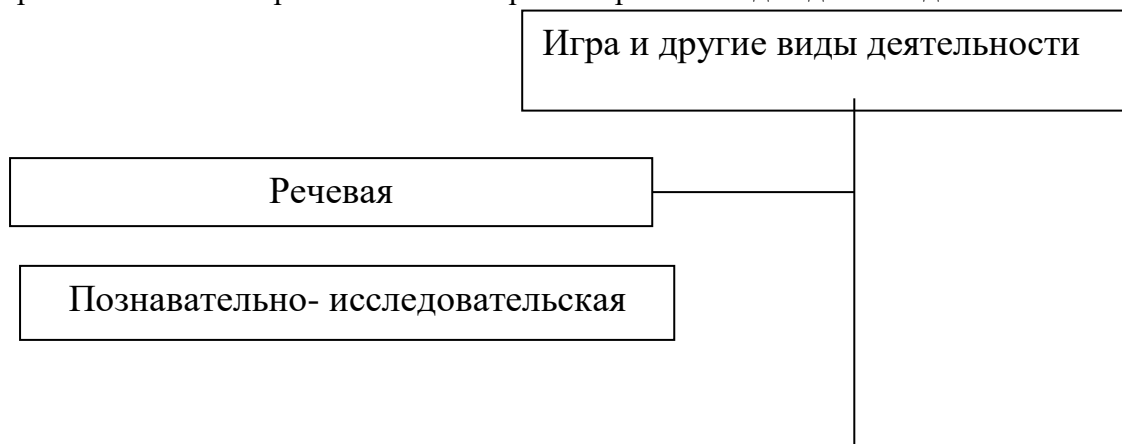 Игра и другие виды деятельности
Речевая
Познавательно- исследовательская